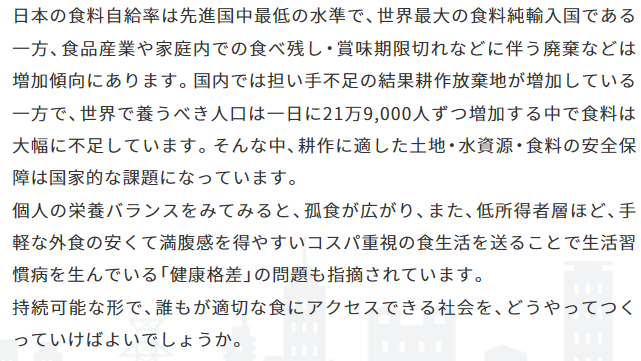 日本の食料自給率は先進国中最低の水準で、世界最大の食料純輸入国である
一方、食品産業や家庭内での食べ残し・賞味期限切れなどに伴う廃棄などは
増加傾向にあります。国内では担い手不足の結果耕作放棄地が増加している
一方で、世界で養うべき人口は一日に21万9,000人ずつ増加する中で食料は
大幅に不足しています。そんな中、耕作に適した土地・水資源・食料の安全保
障は国家的な課題になっています。
個人の栄養バランスをみてみると、孤食が広がり、また、低所得者層ほど、手
軽な外食の安くて満腹感を得やすいコスパ重視の食生活を送ることで生活習
慣病を生んでいる「健康格差」の問題も指摘されています。
持続可能な形で、誰もが適切な食にアクセスできる社会を、どうやってつく
っていけばよいでしょうか。